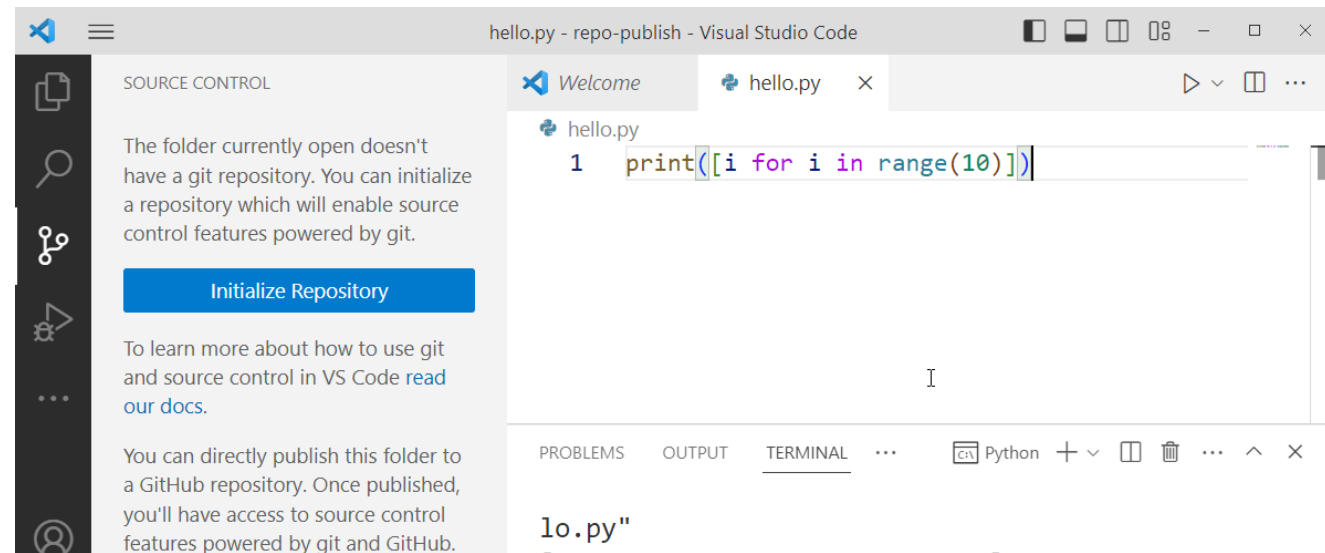 hello.py - repo-publish - Visual Studio Code
SOURCE CONTROL
The folder currently open doesn't
have a git repository. You can initialize
a repository which will enable source
control features powered by git.
Initialize Repository
To learn more about how to use git
and source control in VS Code read
our docs.
You can directly publish this folder to
a GitHub repository. Once published,
you'll have access to source control
features powered by git and GitHub.
Welcome
hello.py
hello.py
1 print([i for i in range(10)])
PROBLEMS OUTPUT TERMINAL ··· Python
lo.py"